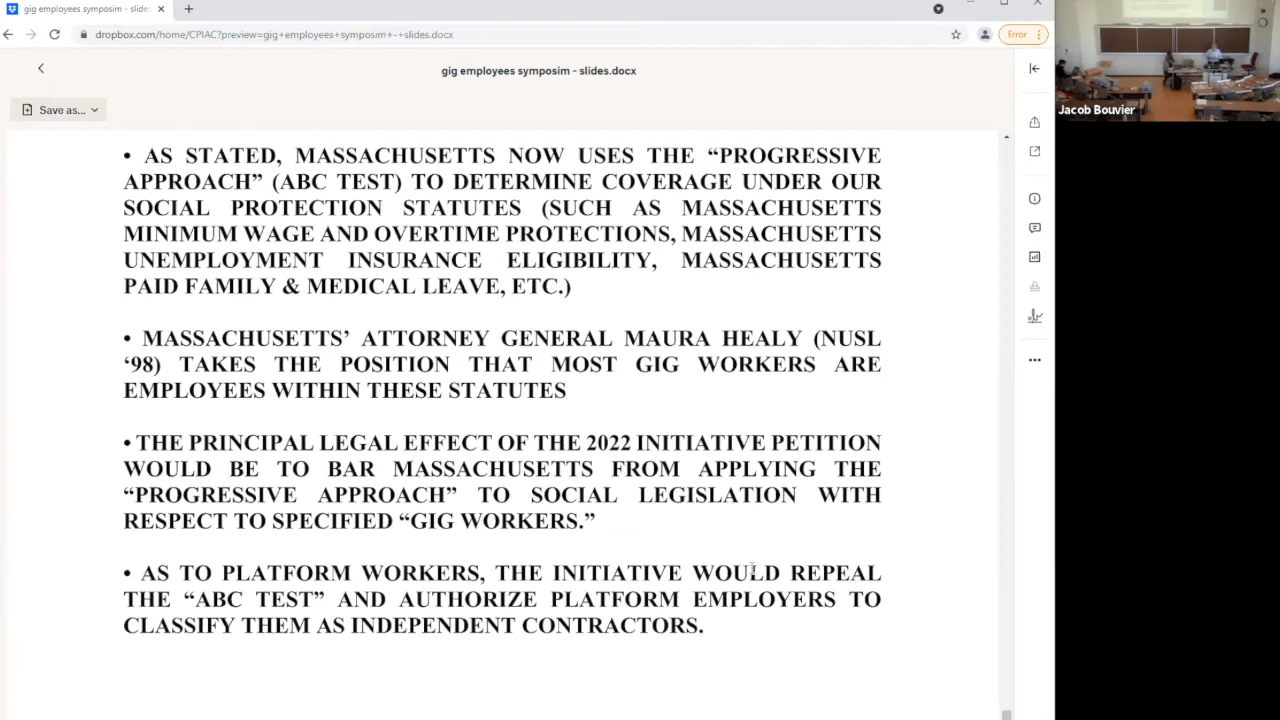 gig employees symposim - slide
dropbox.com/home/CPIAC?preview=gig+employees+symposim+-+slides.docx
Error
gig employees symposim - slides.docx
Save as...
Jacob Bouvier
• AS STATED, MASSACHUSETTS NOW USES THE “PROGRESSIVE
APPROACH” (ABC TEST) TO DETERMINE COVERAGE UNDER OUR
SOCIAL PROTECTION STATUTES (SUCH AS MASSACHUSETTS
MINIMUM WAGE AND OVERTIME PROTECTIONS, MASSACHUSETTS
UNEMPLOYMENT INSURANCE ELIGIBILITY, MASSACHUSETTS
PAID FAMILY & MEDICAL LEAVE, ETC.)
• MASSACHUSETTS’ ATTORNEY GENERAL MAURA HEALY (NUSL
‘98) TAKES THE POSITION THAT MOST GIG WORKERS ARE
EMPLOYEES WITHIN THESE STATUTES
• THE PRINCIPAL LEGAL EFFECT OF THE 2022 INITIATIVE PETITION
WOULD BE TO BAR MASSACHUSETTS FROM APPLYING THE
“PROGRESSIVE APPROACH” TO SOCIAL LEGISLATION WITH
RESPECT TO SPECIFIED “GIG WORKERS.”
• AS TO PLATFORM WORKERS, THE INITIATIVE WOULD REPEAL
THE “ABC TEST” AND AUTHORIZE PLATFORM EMPLOYERS TO
CLASSIFY THEM AS INDEPENDENT CONTRACTORS.